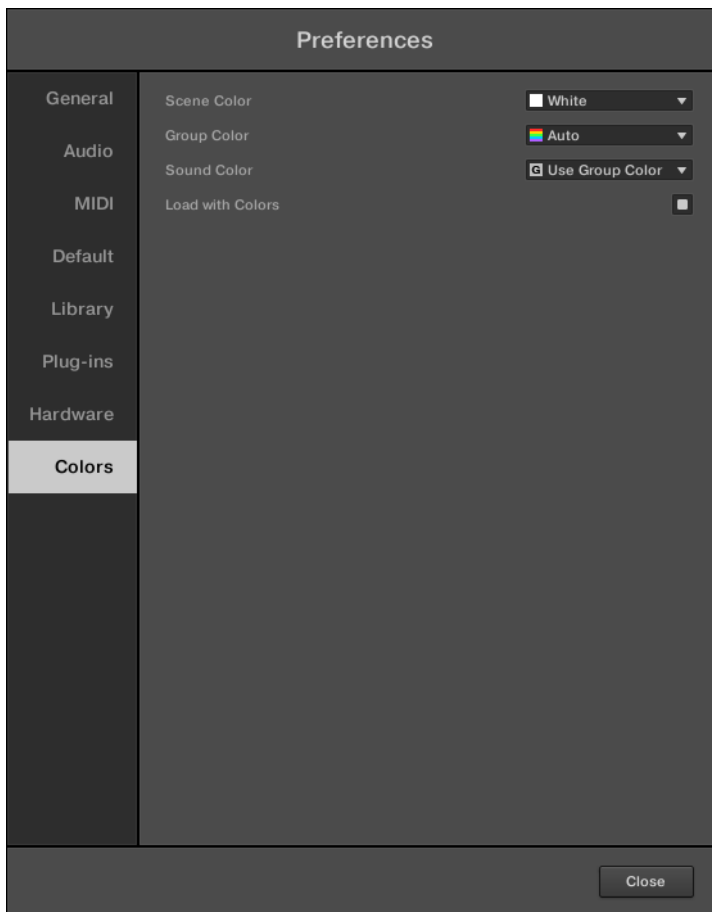 Preferences
General
Audio
MIDI
Default
Library
Plug-ins
Hardware
Colors
Scene Color White
Group Color Auto
Sound Color G Use Group Color
Load with Colors
Close